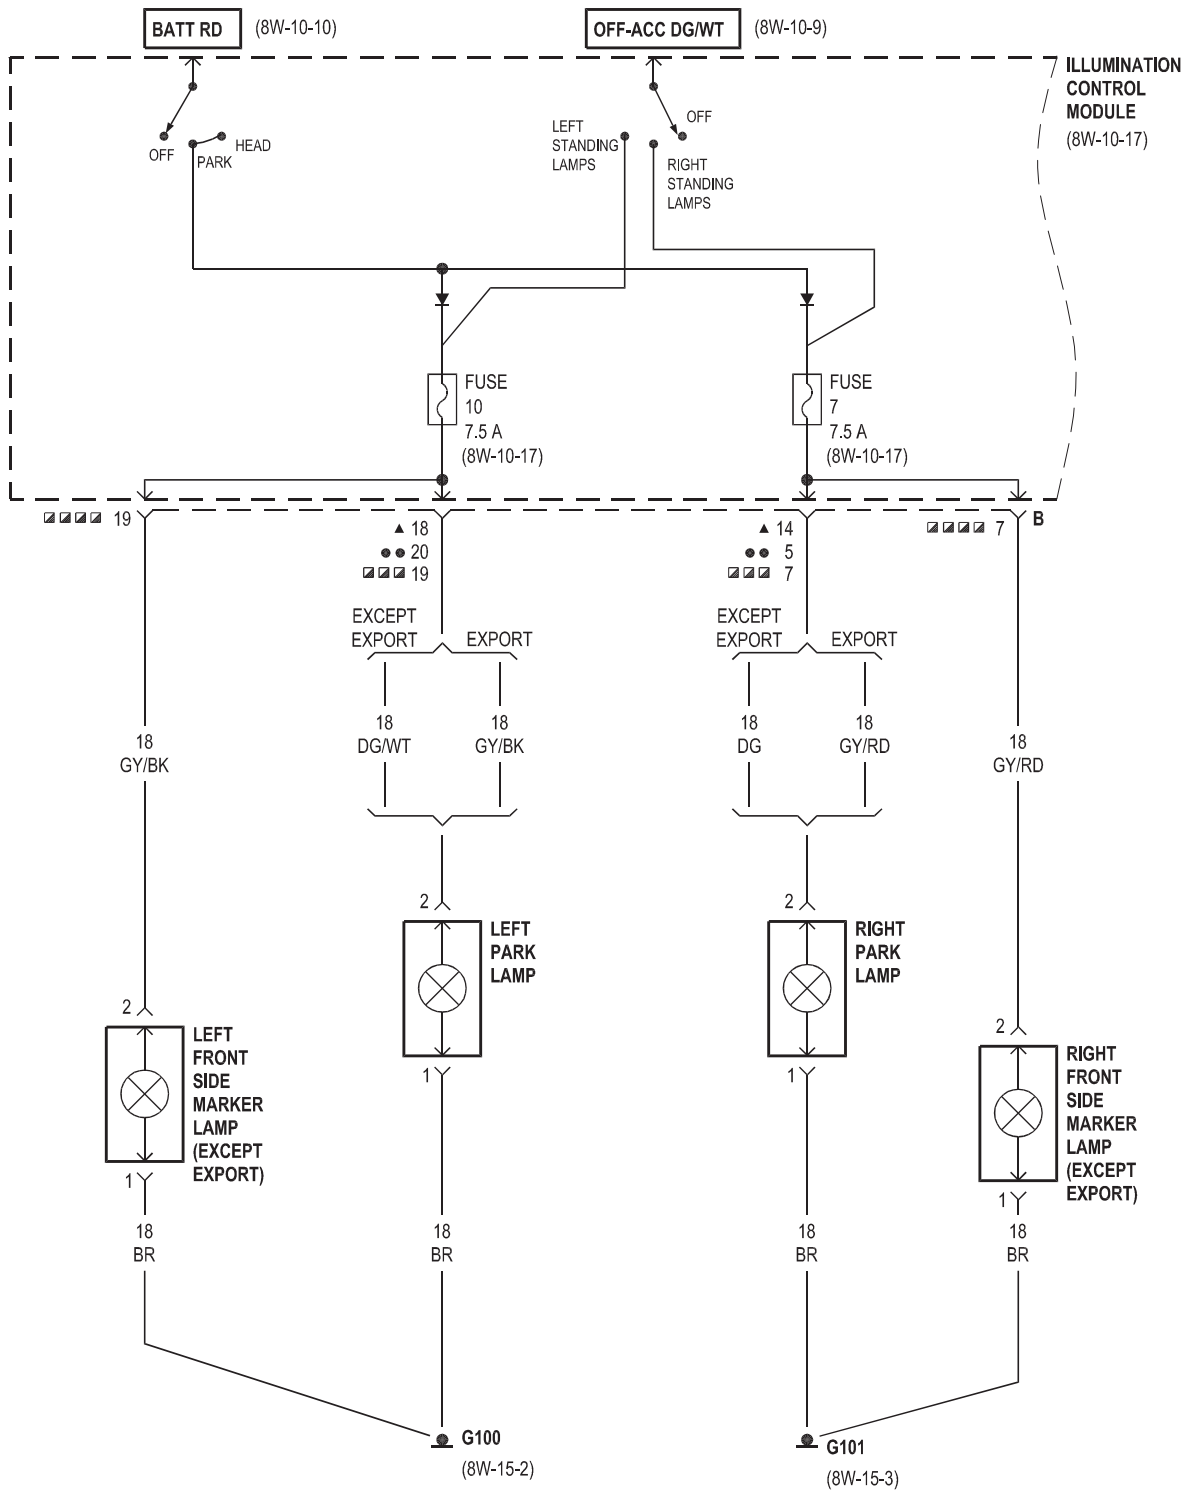 BATT RD
(8W-10-10)
OFF-ACC DG/WT
(8W-10-9)
ILLUMINATION
CONTROL
MODULE
(8W-10-17)
OFF
PARK
HEAD
LEFT
STANDING
LAMPS
OFF
RIGHT
STANDING
LAMPS
FUSE
10
7.5 A
(8W-10-17)
FUSE
7
7.5 A
(8W-10-17)
19
▲ 18
●● 20
19
▲ 14
●● 5
7
7
B
EXCEPT
EXPORT
EXPORT
EXCEPT
EXPORT
EXPORT
18
GY/BK
18
DG/WT
18
GY/BK
18
DG
18
GY/RD
18
GY/RD
2
LEFT
PARK
LAMP
1
2
RIGHT
PARK
LAMP
1
2
LEFT
FRONT
SIDE
MARKER
LAMP
(EXCEPT
EXPORT)
1
2
RIGHT
FRONT
SIDE
MARKER
LAMP
(EXCEPT
EXPORT)
1
18
BR
18
BR
18
BR
18
BR
G100
(8W-15-2)
G101
(8W-15-3)